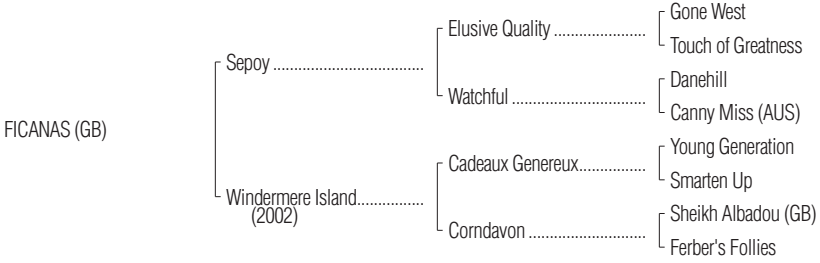 Gone West
Elusive Quality ......................
Touch of Greatness
Sepoy ....................................
Danehill
Watchful ................................
Canny Miss (AUS)
FICANAS (GB)
Young Generation
Cadeaux Genereux................
Smarten Up
Windermere Island................
(2002)
Sheikh Albadou (GB)
Corndavon ............................
Ferber's Follies